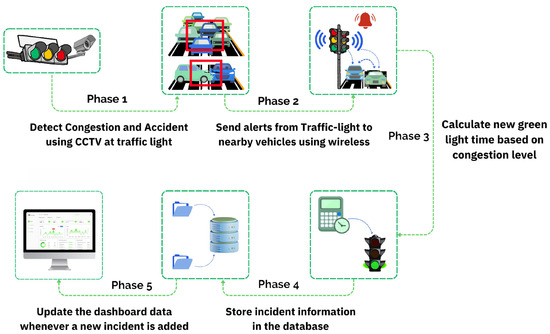 Phase 1
Detect Congestion and Accident
using CCTV at traffic light
Phase 2
Send alerts from Traffic-light to
nearby vehicles using wireless
Phase 3
Calculate new green
light time based on
congestion level
Phase 4
Store incident information
in the database
Phase 5
Update the dashboard data
whenever a new incident is added